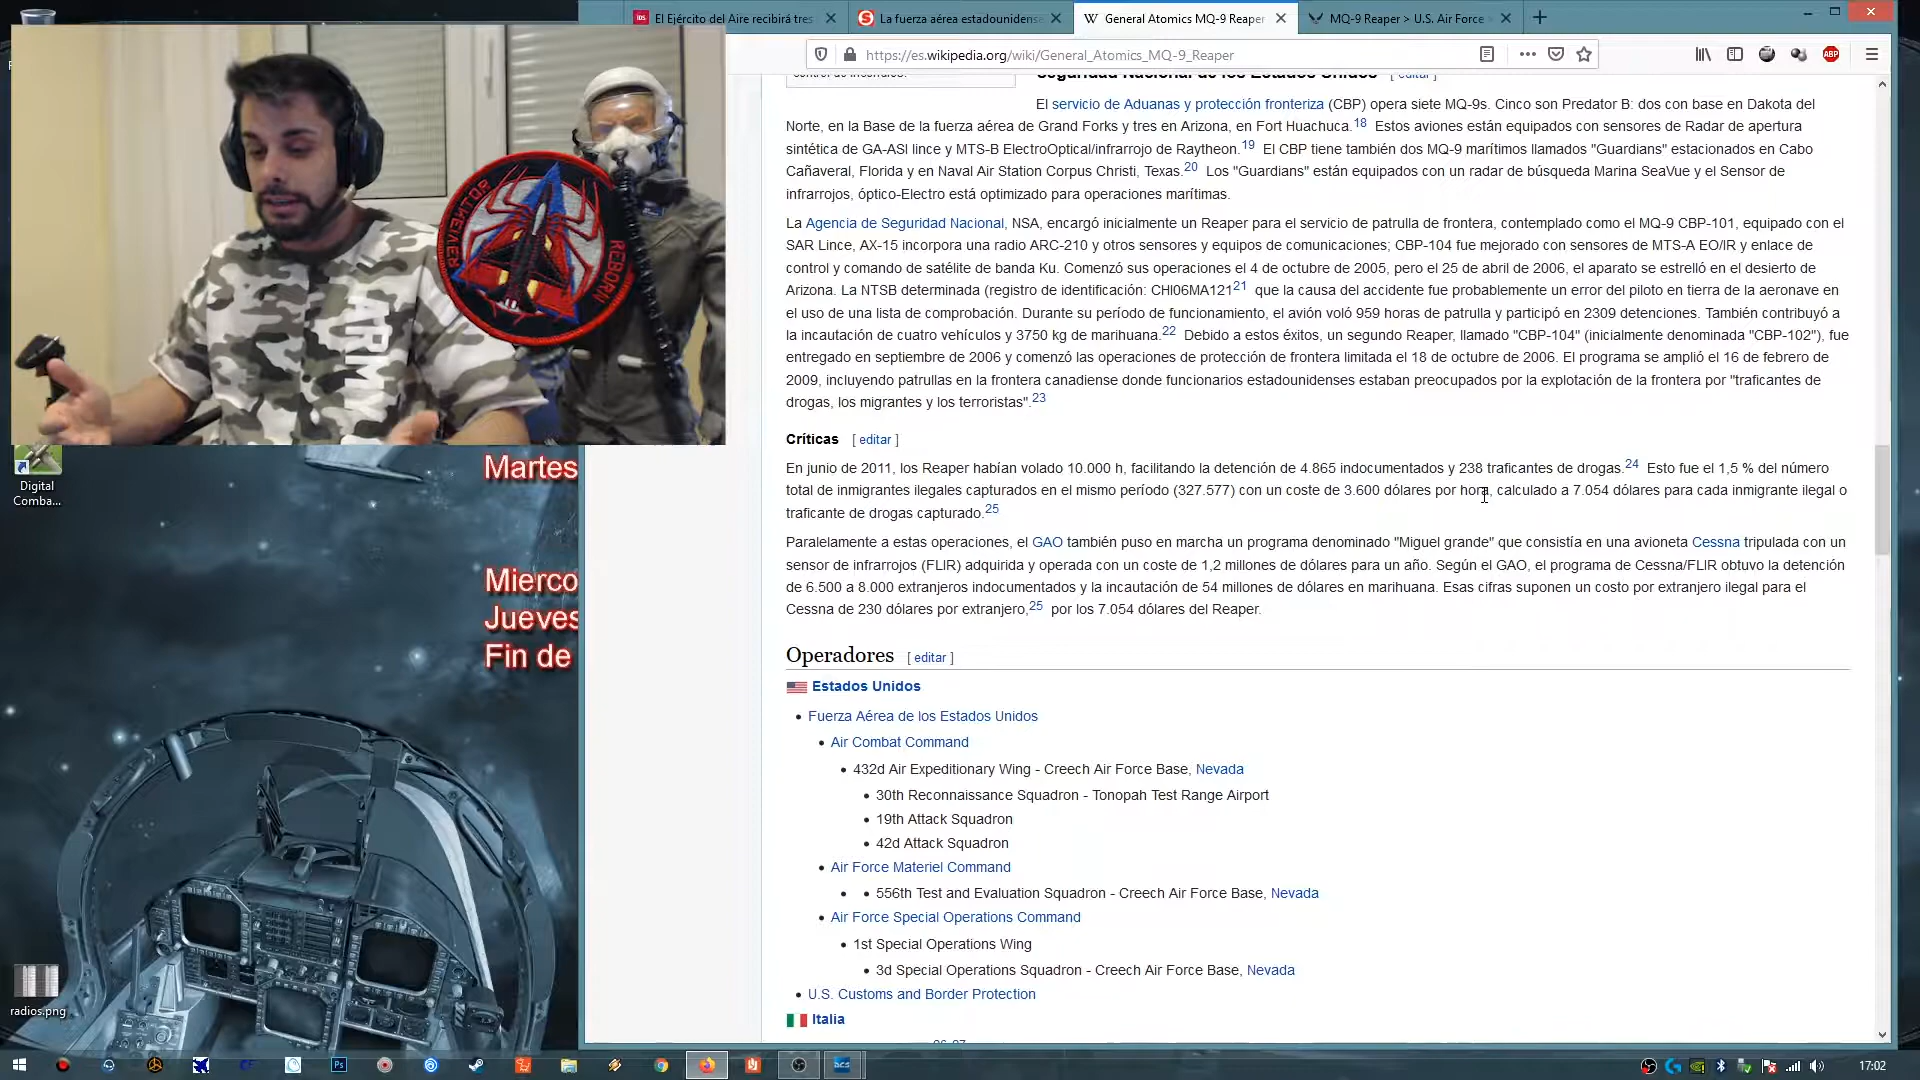 El Ejército del Aire recibirá tres
La fuerza aérea estadounidens
General Atomics MQ-9 Reaper
MQ-9 Reaper > U.S. Air Force
https://es.wikipedia.org/wiki/General_Atomics_MQ-9_Reaper
ABP
[ editar ]
El servicio de Aduanas y protección fronteriza (CBP) opera siete MQ-9s. Cinco son Predator B: dos con base en Dakota del
Norte, en la Base de la fuerza aérea de Grand Forks y tres en Arizona, en Fort Huachuca.18 Estos aviones están equipados con sensores de Radar de apertura
sintética de GA-ASI lince y MTS-B ElectroOptical/infrarrojo de Raytheon.19 El CBP tiene también dos MQ-9 marítimos llamados "Guardians" estacionados en Cabo
Cañaveral, Florida y en Naval Air Station Corpus Christi, Texas.20 Los "Guardians" están equipados con un radar de búsqueda Marina SeaVue y el Sensor de
infrarrojos, óptico-Electro está optimizado para operaciones marítimas.
La Agencia de Seguridad Nacional, NSA, encargó inicialmente un Reaper para el servicio de patrulla de frontera, contemplado como el MQ-9 CBP-101, equipado con el
SAR Lince, AX-15 incorpora una radio ARC-210 y otros sensores y equipos de comunicaciones; CBP-104 fue mejorado con sensores de MTS-A EO/IR y enlace de
control y comando de satélite de banda Ku. Comenzó sus operaciones el 4 de octubre de 2005, pero el 25 de abril de 2006, el aparato se estrelló en el desierto de
Arizona. La NTSB determinada (registro de identificación: CHI06MA12121 que la causa del accidente fue probablemente un error del piloto en tierra de la aeronave en
el uso de una lista de comprobación. Durante su período de funcionamiento, el avión voló 959 horas de patrulla y participó en 2309 detenciones. También contribuyó a
la incautación de cuatro vehículos y 3750 kg de marihuana.22 Debido a estos éxitos, un segundo Reaper, llamado "CBP-104" (inicialmente denominada "CBP-102"), fue
entregado en septiembre de 2006 y comenzó las operaciones de protección de frontera limitada el 18 de octubre de 2006. El programa se amplió el 16 de febrero de
2009, incluyendo patrullas en la frontera canadiense donde funcionarios estadounidenses estaban preocupados por la explotación de la frontera por "traficantes de
drogas, los migrantes y los terroristas".23
Críticas [ editar ]
En junio de 2011, los Reaper habían volado 10.000 h, facilitando la detención de 4.865 indocumentados y 238 traficantes de drogas.24 Esto fue el 1,5 % del número
total de inmigrantes ilegales capturados en el mismo período (327.577) con un coste de 3.600 dólares por hora, calculado a 7.054 dólares para cada inmigrante ilegal o
traficante de drogas capturado.25
Paralelamente a estas operaciones, el GAO también puso en marcha un programa denominado "Miguel grande" que consistía en una avioneta Cessna tripulada con un
sensor de infrarrojos (FLIR) adquirida y operada con un coste de 1,2 millones de dólares para un año. Según el GAO, el programa de Cessna/FLIR obtuvo la detención
de 6.500 a 8.000 extranjeros indocumentados y la incautación de 54 millones de dólares en marihuana. Esas cifras suponen un costo por extranjero ilegal para el
Cessna de 230 dólares por extranjero,25 por los 7.054 dólares del Reaper.
Operadores [ editar ]
Estados Unidos
Fuerza Aérea de los Estados Unidos
Air Combat Command
432d Air Expeditionary Wing - Creech Air Force Base, Nevada
30th Reconnaissance Squadron - Tonopah Test Range Airport
19th Attack Squadron
42d Attack Squadron
Air Force Materiel Command
556th Test and Evaluation Squadron - Creech Air Force Base, Nevada
Air Force Special Operations Command
1st Special Operations Wing
3d Special Operations Squadron - Creech Air Force Base, Nevada
U.S. Customs and Border Protection
Italia
REVIENTOR
REBORN
ARM
Digital
Comba...
Martes
Mierco
Jueves
Fin de
radios.png
Ps
17:02